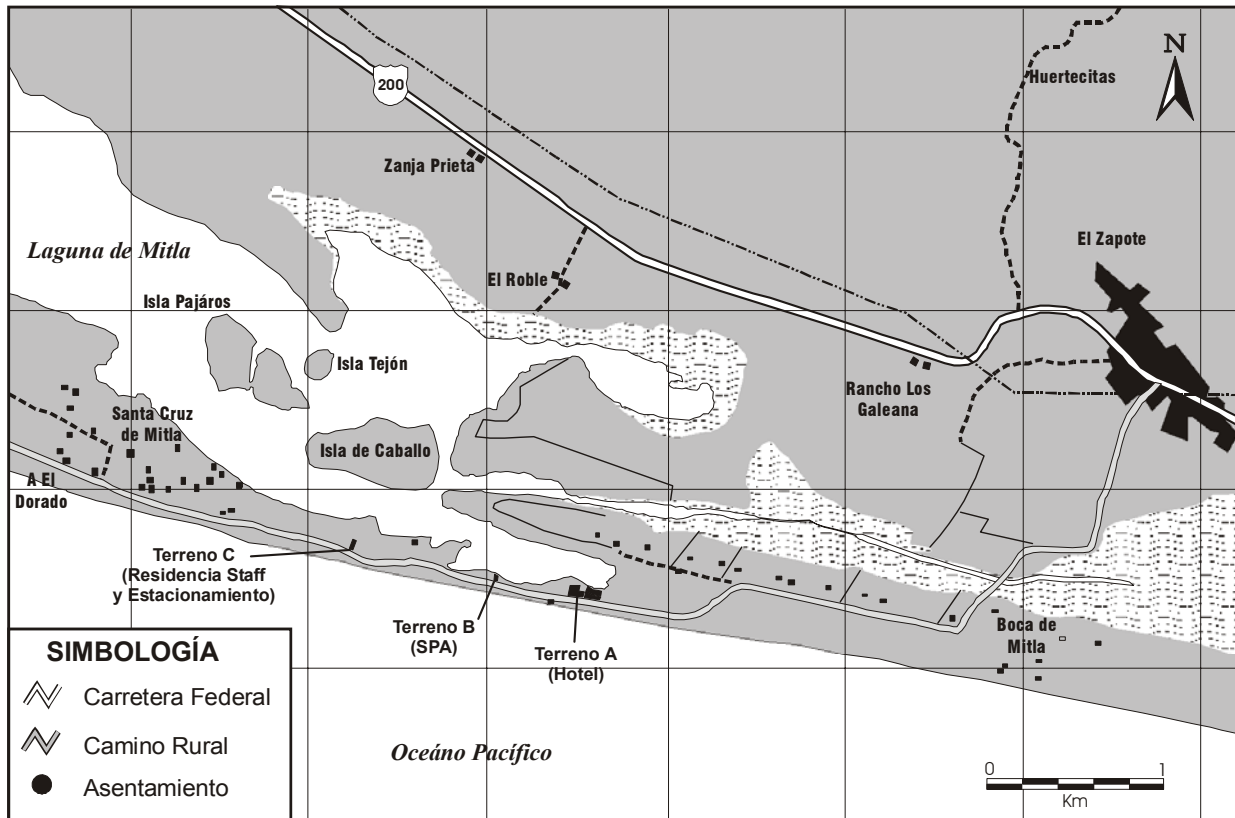 N
Huertecitas
200
Zanja Prieta
El Zapote
Laguna de Mitla
El Roble
Isla Pajáros
Isla Tejón
Rancho Los
Galeana
Santa Cruz
de Mitla
Isla de Caballo
A El
Dorado
Terreno C
(Residencia Staff
y Estacionamiento)
Terreno B
(SPA)
Terreno A
(Hotel)
Boca de
Mitla
SIMBOLOGÍA
Carretera Federal
Camino Rural
Asentamiento
Oceáno Pacífico
0 1
Km